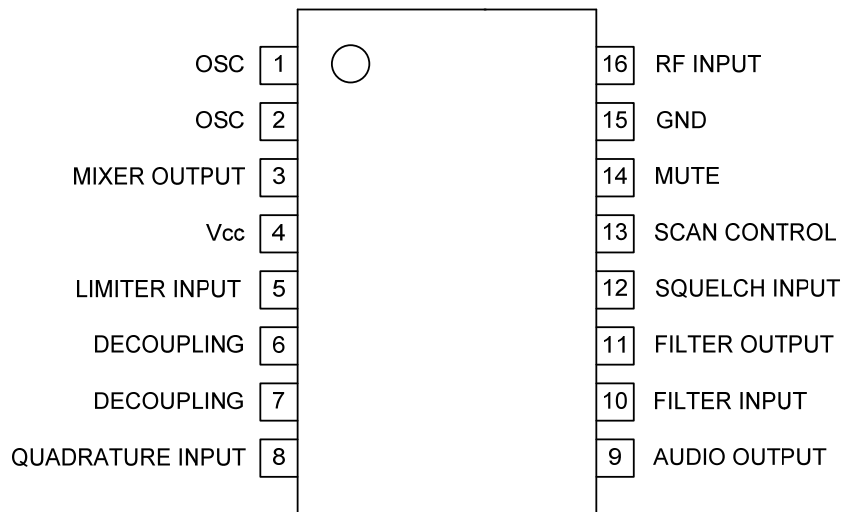 OSC 1 16 RF INPUT
OSC 2 15 GND
MIXER OUTPUT 3 14 MUTE
Vcc 4 13 SCAN CONTROL
LIMITER INPUT 5 12 SQUELCH INPUT
DECOUPLING 6 11 FILTER OUTPUT
DECOUPLING 7 10 FILTER INPUT
QUADRATURE INPUT 8 9 AUDIO OUTPUT